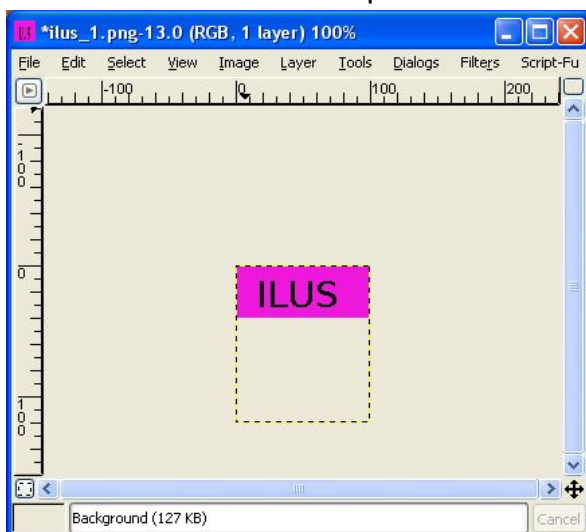 *ilus_1.png-13.0 (RGB, 1 layer) 100%
File Edit Select View Image Layer Tools Dialogs Filters Script-Fu
-100 0 100 200
-100
0
ILUS
100
Background (127 KB) Cancel